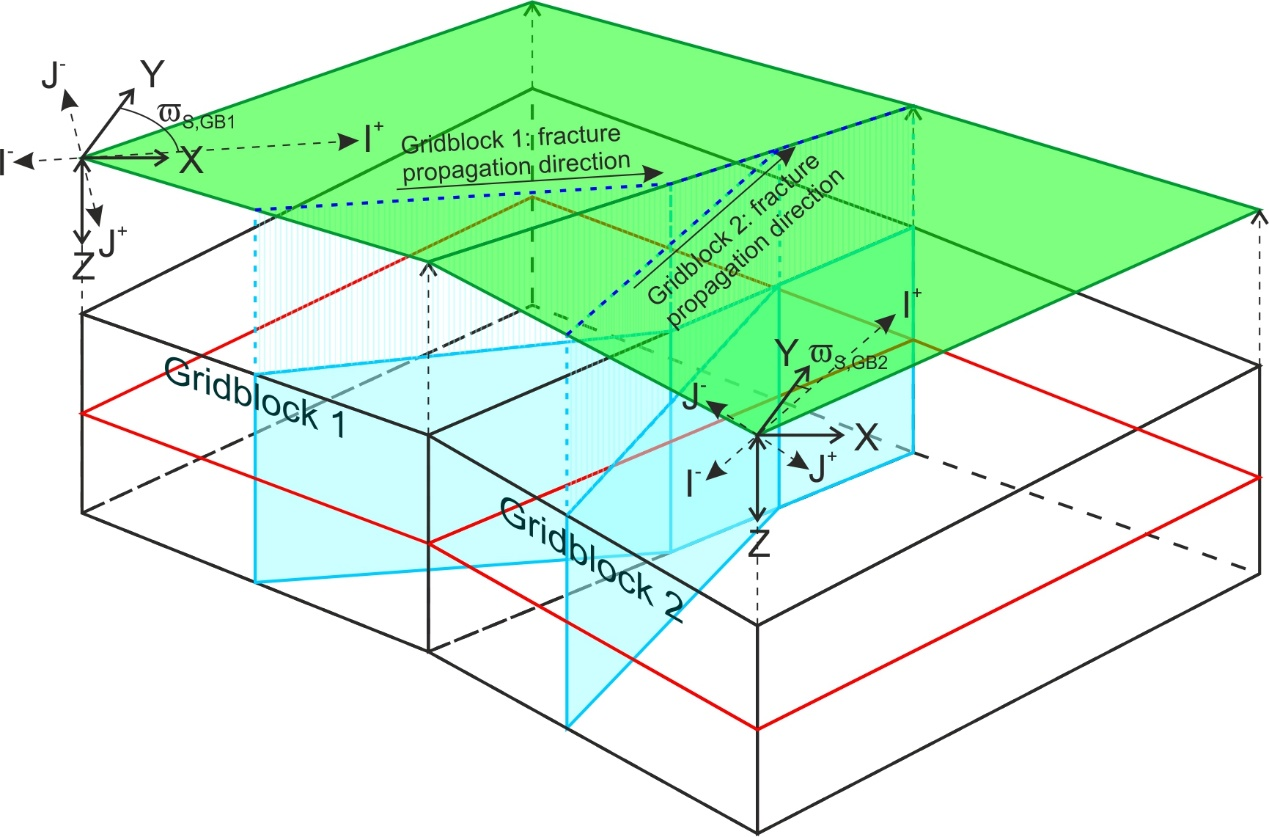 J-
Y
ϖS,GB1
I-
X
I+
J+
Z
Gridblock 1: fracture
propagation direction
Gridblock 2: fracture
propagation direction
Gridblock 1
I+
Y
ϖS,GB2
J-
X
I-
J+
Gridblock 2
Z